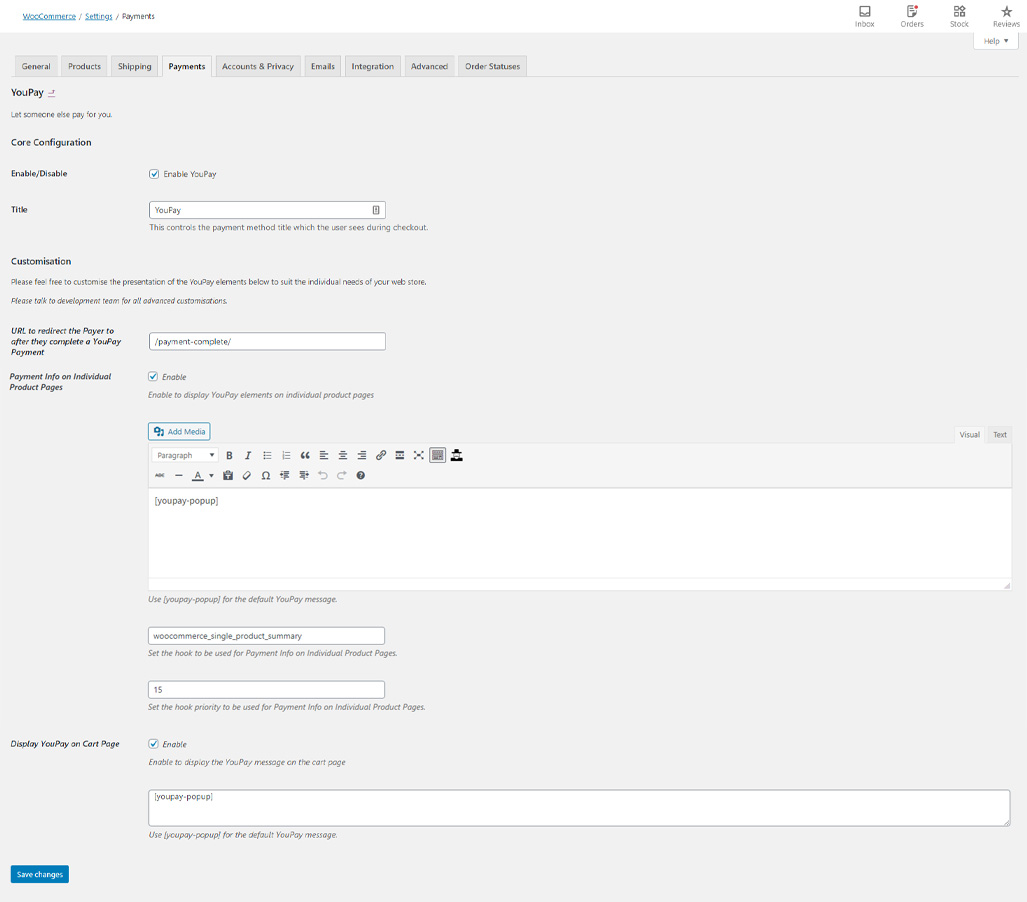 WooCommerce / Settings / Payments
Inbox Orders Stock Reviews
Help
General Products Shipping Payments Accounts & Privacy Emails Integration Advanced Order Statuses
YouPay
Let someone else pay for you.
Core Configuration
Enable/Disable Enable YouPay
Title YouPay
This controls the payment method title which the user sees during checkout.
Customisation
Please feel free to customise the presentation of the YouPay elements below to suit the individual needs of your web store.
Please talk to development team for all advanced customisations.
URL to redirect the Payer to
after they complete a YouPay
Payment
/payment-complete/
Payment Info on Individual
Product Pages
Enable
Enable to display YouPay elements on individual product pages
Add Media
Visual Text
Paragraph B I
ABC A Ω
[youpay-popup]
Use [youpay-popup] for the default YouPay message.
woocommerce_single_product_summary
Set the hook to be used for Payment Info on Individual Product Pages.
15
Set the hook priority to be used for Payment Info on Individual Product Pages.
Display YouPay on Cart Page Enable
Enable to display the YouPay message on the cart page
[youpay-popup]
Use [youpay-popup] for the default YouPay message.
Save changes